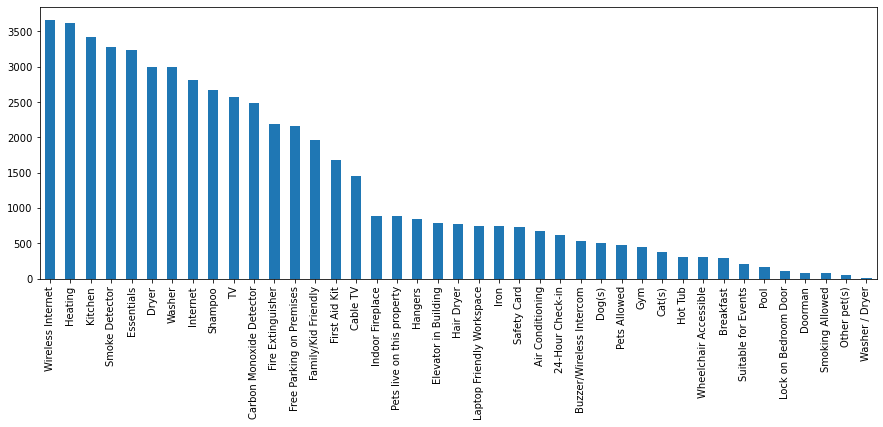 3500
3000
2500
2000
1500
1000
500
0
Wireless Internet
Heating
Kitchen
Smoke Detector
Essentials
Dryer
Washer
Internet
Shampoo
TV
Carbon Monoxide Detector
Fire Extinguisher
Free Parking on Premises
Family/Kid Friendly
First Aid Kit
Cable TV
Indoor Fireplace
Pets live on this property
Hangers
Elevator in Building
Hair Dryer
Laptop Friendly Workspace
Iron
Safety Card
Air Conditioning
24-Hour Check-in
Buzzer/Wireless Intercom
Dog(s)
Pets Allowed
Gym
Cat(s)
Hot Tub
Wheelchair Accessible
Breakfast
Suitable for Events
Pool
Lock on Bedroom Door
Doorman
Smoking Allowed
Other pet(s)
Washer / Dryer